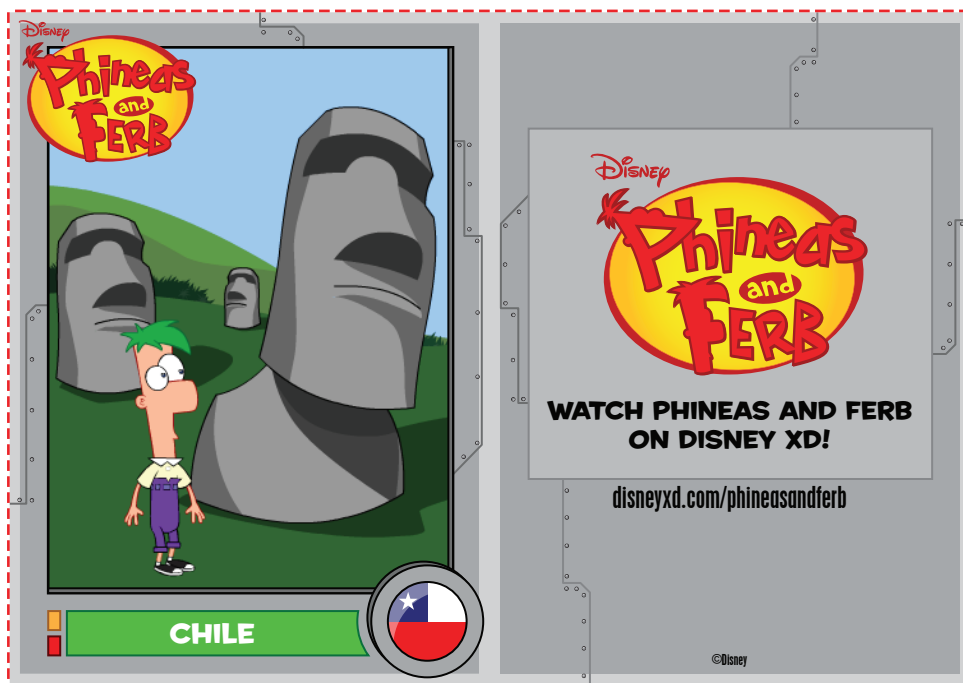 Disney
Phineas
and
Ferb
CHILE
Disney
Phineas
and
Ferb
WATCH PHINEAS AND FERB
ON DISNEY XD!
disneyxd.com/phineasandferb
©Disney